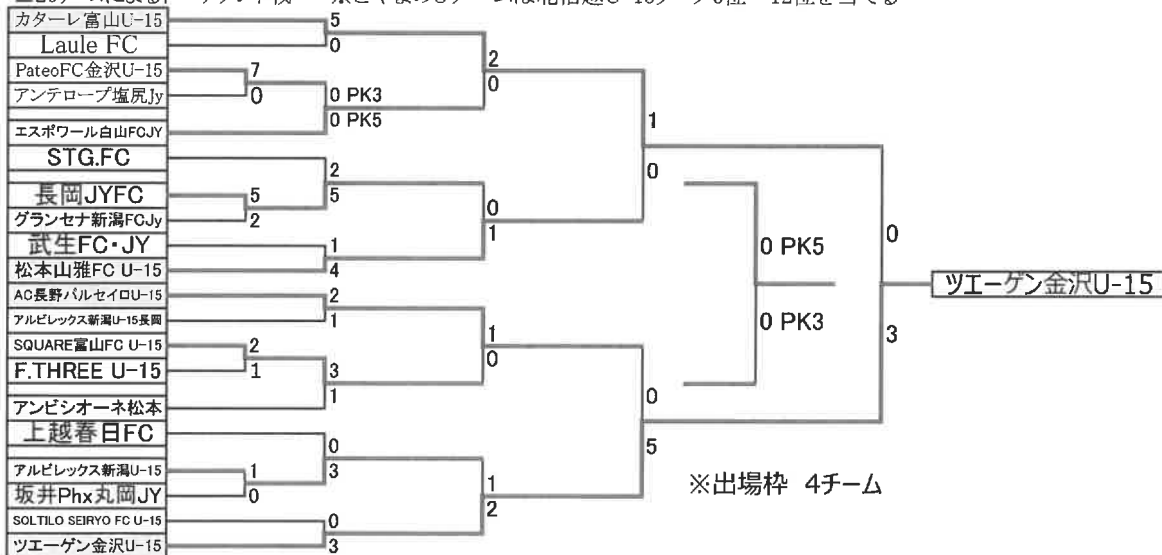 カターレ富山U-15
Laule FC
PateoFC金沢U-15
アンテロープ塩尻Jy
エスポワール白山FCJY
STG.FC
長岡JYFC
グランセナ新潟FCJy
武生FC・JY
松本山雅FC U-15
AC長野パルセイロU-15
アルビレックス新潟U-15長岡
SQUARE富山FC U-15
F.THREE U-15
アンビシオーネ松本
上越春日FC
アルビレックス新潟U-15
坂井Phx丸岡JY
SOLTILO SEIRYO FC U-15
ツエーゲン金沢U-15
7
0
5
2
2
1
1
0
5
0
0 PK3
0 PK5
2
5
1
4
2
1
3
1
0
3
0
3
2
0
0
1
1
0
1
2
1
0
0
5
0 PK5
0 PK3
0
3
ツエーゲン金沢U-15
※出場枠 4チーム